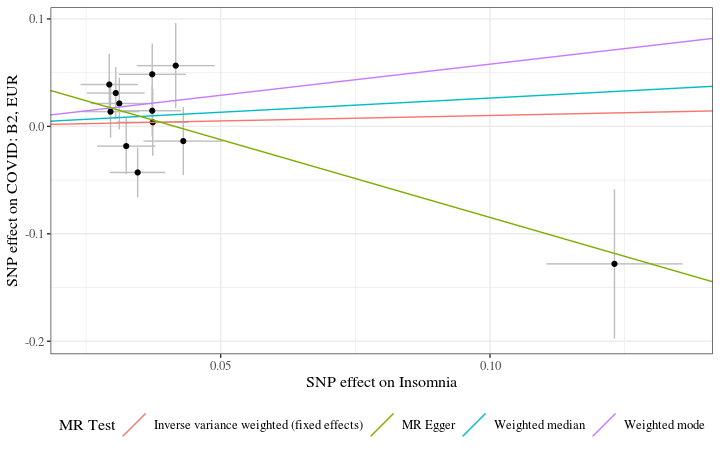 SNP effect on COVID: B2, EUR
0.1
0.0
-0.1
-0.2
0.05 0.10
SNP effect on Insomnia
MR Test Inverse variance weighted (fixed effects) MR Egger Weighted median Weighted mode